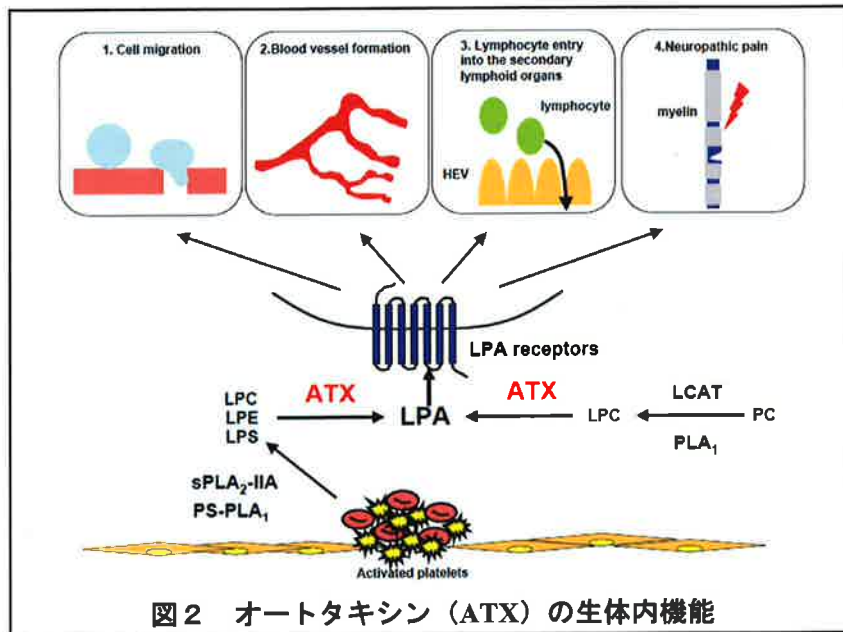 1. Cell migration
2.Blood vessel formation
3. Lymphocyte entry
into the secondary
lymphoid organs
lymphocyte
HEV
4.Neuropathic pain
myelin
LPA receptors
LPC
LPE
LPS
ATX
LPA
ATX
LPC
LCAT
PLA₁
PC
sPLA₂-IIA
PS-PLA₁
Activated platelets
図2 オートタキシン（ATX）の生体内機能